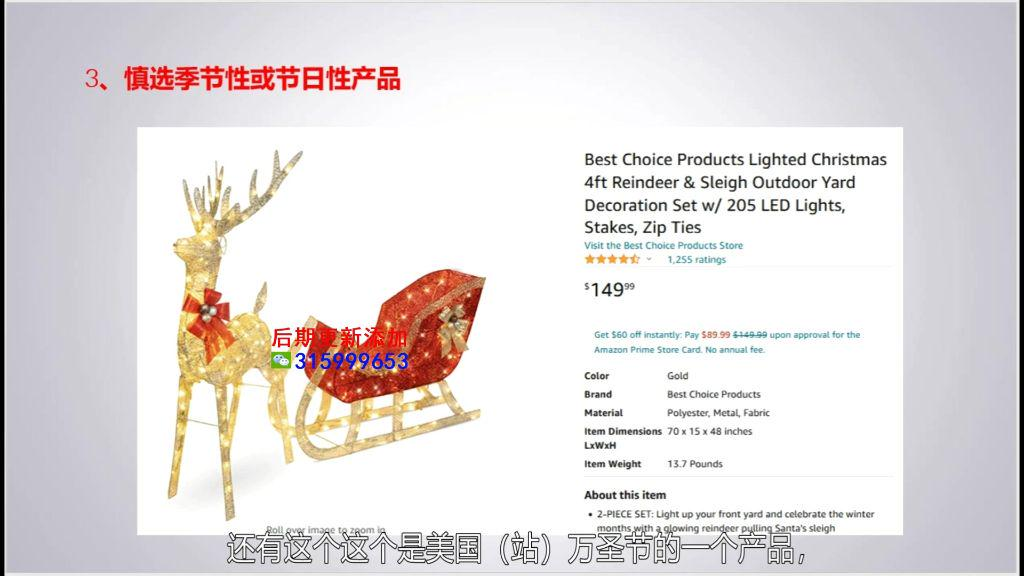 3、慎选季节性或节日性产品
Best Choice Products Lighted Christmas
4ft Reindeer & Sleigh Outdoor Yard
Decoration Set w/ 205 LED Lights,
Stakes, Zip Ties
Visit the Best Choice Products Store
1,255 ratings
$149.99
Get $60 off instantly: Pay $89.99 $149.99 upon approval for the
Amazon Prime Store Card. No annual fee.
Color Gold
Brand Best Choice Products
Material Polyester, Metal, Fabric
Item Dimensions 70 x 15 x 48 inches
LxWxH
Item Weight 13.7 Pounds
About this item
• 2-PIECE SET: Light up your front yard and celebrate the winter
months with a glowing reindeer pulling Santa's sleigh
后期更新添加
315999653
Roll over image to zoom in
还有这个这个是美国（站）万圣节的一个产品，